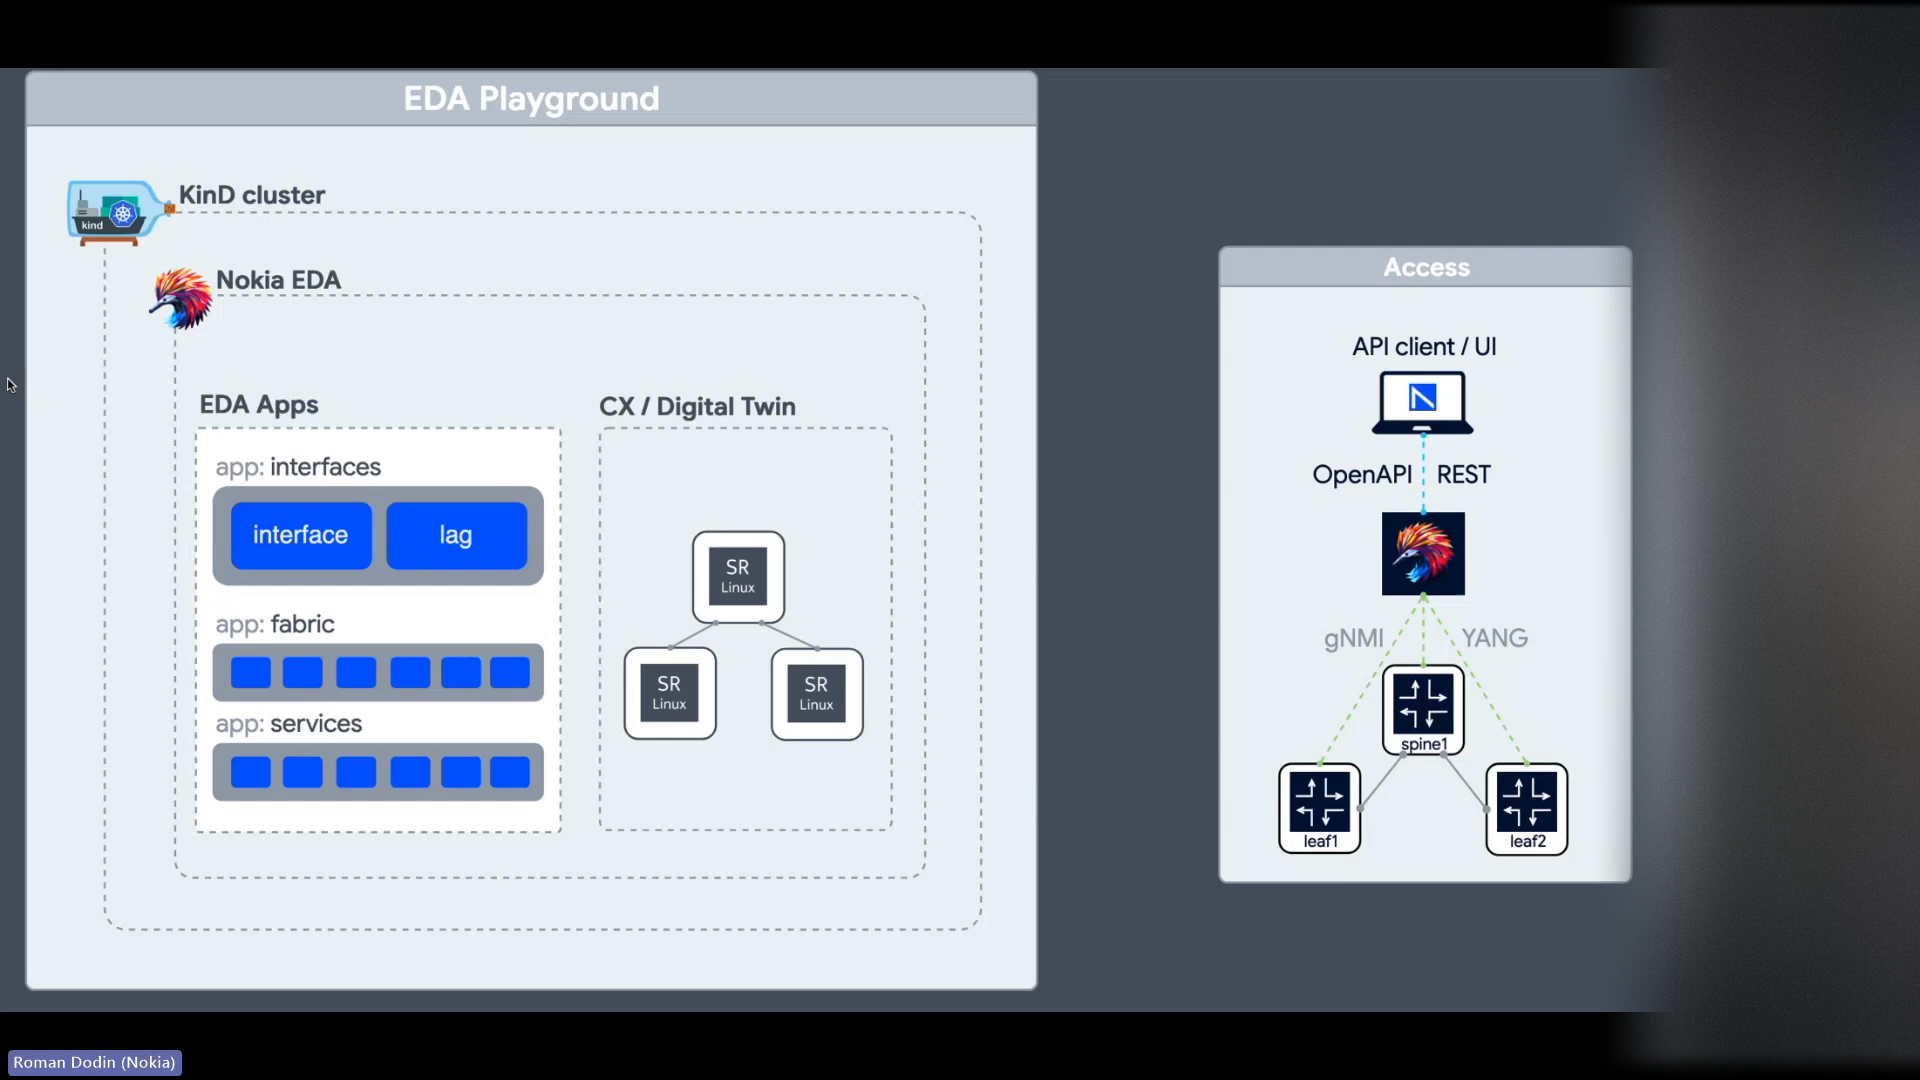 EDA Playground
KinD cluster
kind
Nokia EDA
EDA Apps
app: interfaces
interface
lag
app: fabric
app: services
CX / Digital Twin
SR
Linux
SR
Linux
SR
Linux
Access
API client / UI
OpenAPI
REST
gNMI
YANG
spine1
leaf1
leaf2
Roman Dodin (Nokia)